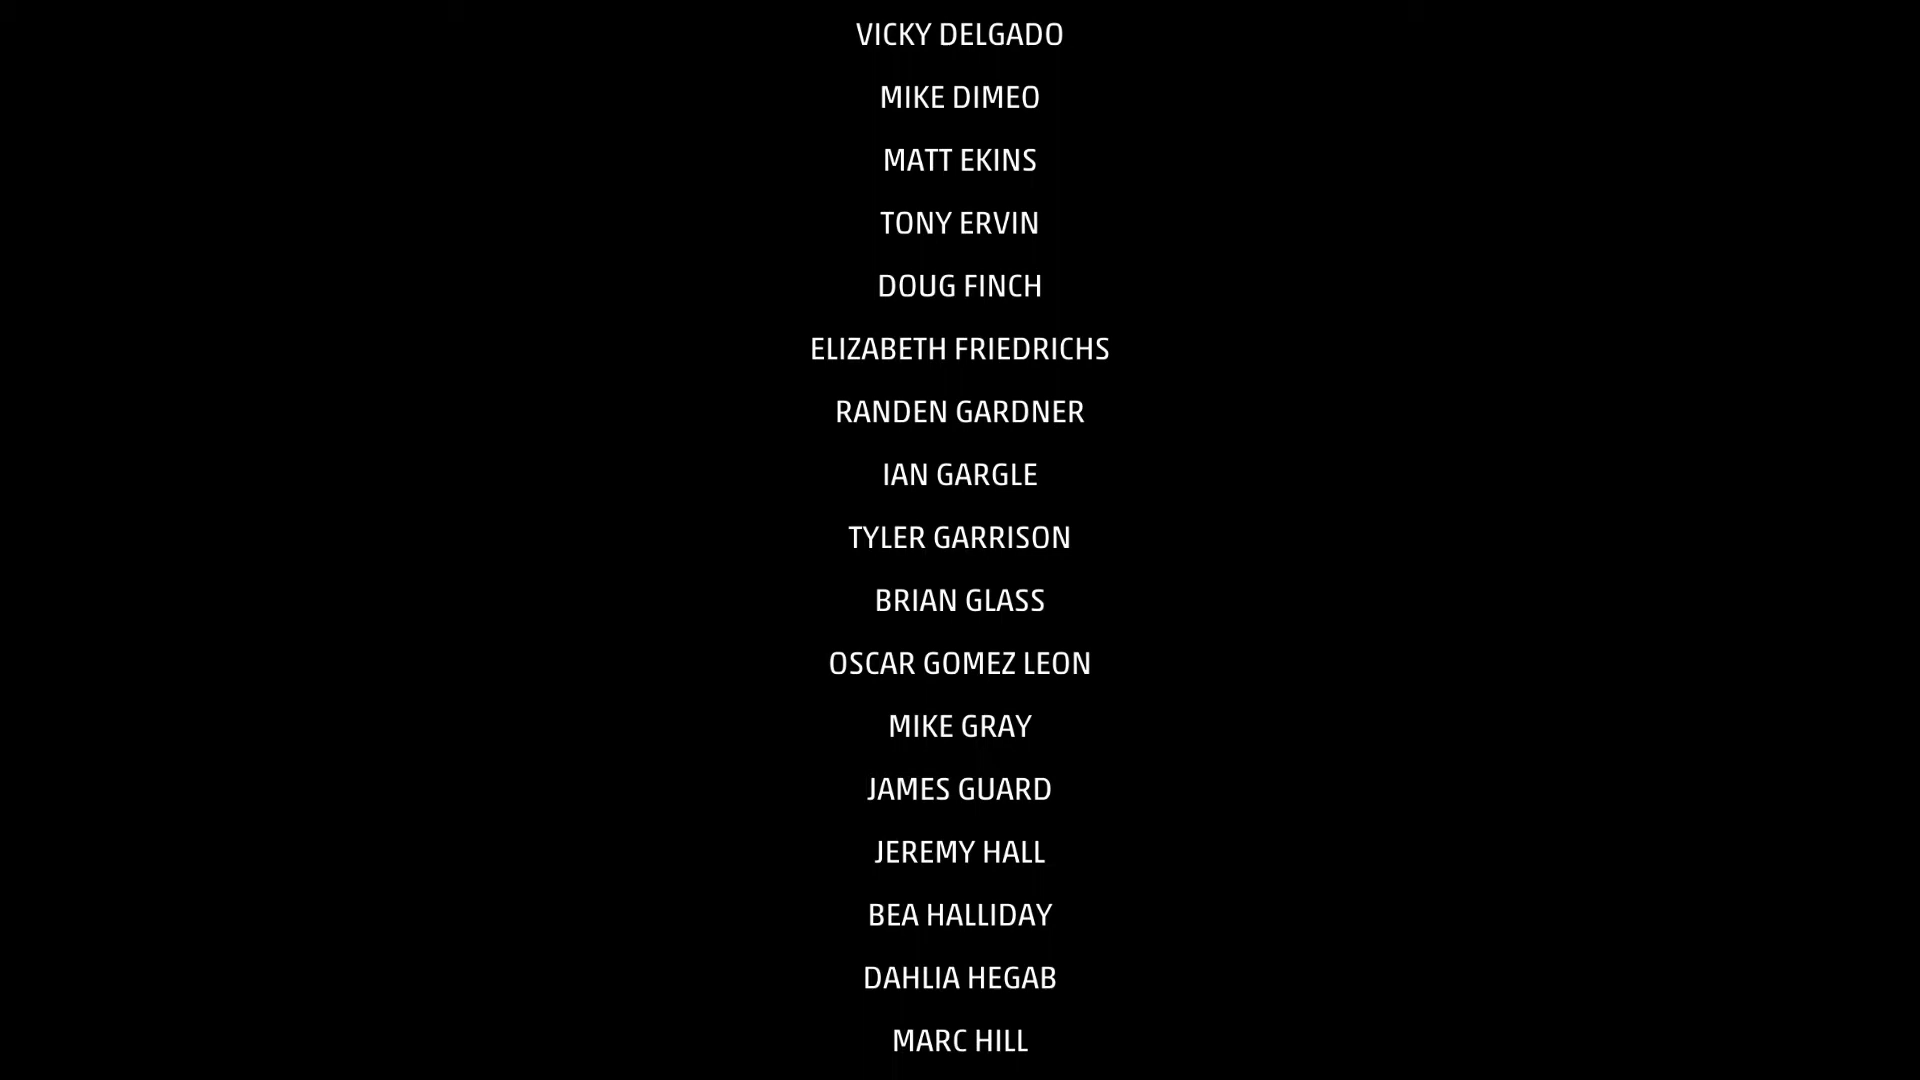 VICKY DELGADO
MIKE DIMEO
MATT EKINS
TONY ERVIN
DOUG FINCH
ELIZABETH FRIEDRICHS
RANDEN GARDNER
IAN GARGLE
TYLER GARRISON
BRIAN GLASS
OSCAR GOMEZ LEON
MIKE GRAY
JAMES GUARD
JEREMY HALL
BEA HALLIDAY
DAHLIA HEGAB
MARC HILL